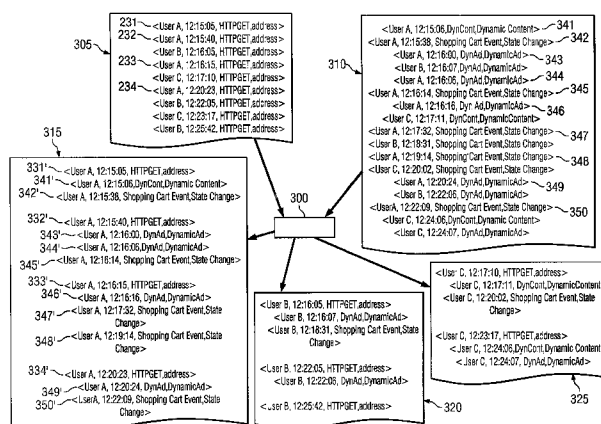 231
<User A, 12:15:05, HTTPGET,address>
232
<User A, 12:15:40, HTTPGET,address>
<User B, 12:16:05, HTTPGET,address>
233
<User A, 12:16:15, HTTPGET,address>
<User C, 12:17:10, HTTPGET,address>
234
<User A, 12:20:23, HTTPGET,address>
<User B, 12:22:05, HTTPGET,address>
<User C, 12:23:17, HTTPGET,address>
<User B, 12:25:42, HTTPGET,address>
305
310
<User A, 12:15:06,DynCont,Dynamic Content>
341
<User A, 12:15:38, Shopping Cart Event,State Change>
342
<User A, 12:16:00, DynAd,DynamicAd>
343
<User B, 12:16:07,DynAd,DynamicAd>
<User A, 12:16:06, DynAd,DynamicAd>
344
<User A, 12:16:14, Shopping Cart Event,State Change>
345
<User A, 12:16:16, DynAd,DynamicAd>
346
<User C, 12:17:11, DynCont,DynamicContent>
<User A, 12:17:32, Shopping Cart Event,State Change>
347
<User B, 12:18:31, Shopping Cart Event,State Change>
<User A, 12:19:14, Shopping Cart Event,State Change>
348
<User C, 12:20:02, Shopping Cart Event,State Change>
<User A, 12:20:24, DynAd,DynamicAd>
349
<User B, 12:22:06, DynAd,DynamicAd>
<UserA, 12:22:09, Shopping Cart Event,State Change>
350
<User C, 12:24:06,DynCont,Dynamic Content>
<User C, 12:24:07, DynAd,DynamicAd>
300
315
331'
<User A, 12:15:05, HTTPGET,address>
341'
<User A, 12:15:06,DynCont,Dynamic Content>
342'
<User A, 12:15:38, Shopping Cart Event,State Change>
332'
<User A, 12:15:40, HTTPGET,address>
343'
<User A, 12:16:00, DynAd,DynamicAd>
344'
<User A, 12:16:06,DynAd,DynamicAd>
345'
<User A, 12:16:14, Shopping Cart Event,State Change>
333'
<User A, 12:16:15, HTTPGET,address>
346'
<User A, 12:16:16, DynAd,DynamicAd>
347'
<User A, 12:17:32, Shopping Cart Event,State
Change>
348'
<User A, 12:19:14, Shopping Cart Event,State
Change>
334'
<User A, 12:20:23, HTTPGET,address>
349'
<User A, 12:20:24, DynAd,DynamicAd>
350'
<UserA, 12:22:09, Shopping Cart Event,State
Change>
<User B, 12:16:05, HTTPGET,address>
<User B, 12:16:07, DynAd,DynamicAd>
<User B, 12:18:31, Shopping Cart Event,State
Change>
<User B, 12:22:05, HTTPGET,address>
<User B, 12:22:06, DynAd,DynamicAd>
<User B, 12:25:42, HTTPGET,address>
320
<User C, 12:17:10, HTTPGET,address>
<User C, 12:17:11, DynCont,DynamicContent>
<User C, 12:20:02, Shopping Cart Event,State
Change>
<User C, 12:23:17, HTTPGET,address>
<User C, 12:24:06,DynCont,Dynamic Content>
<User C, 12:24:07, DynAd,DynamicAd>
325